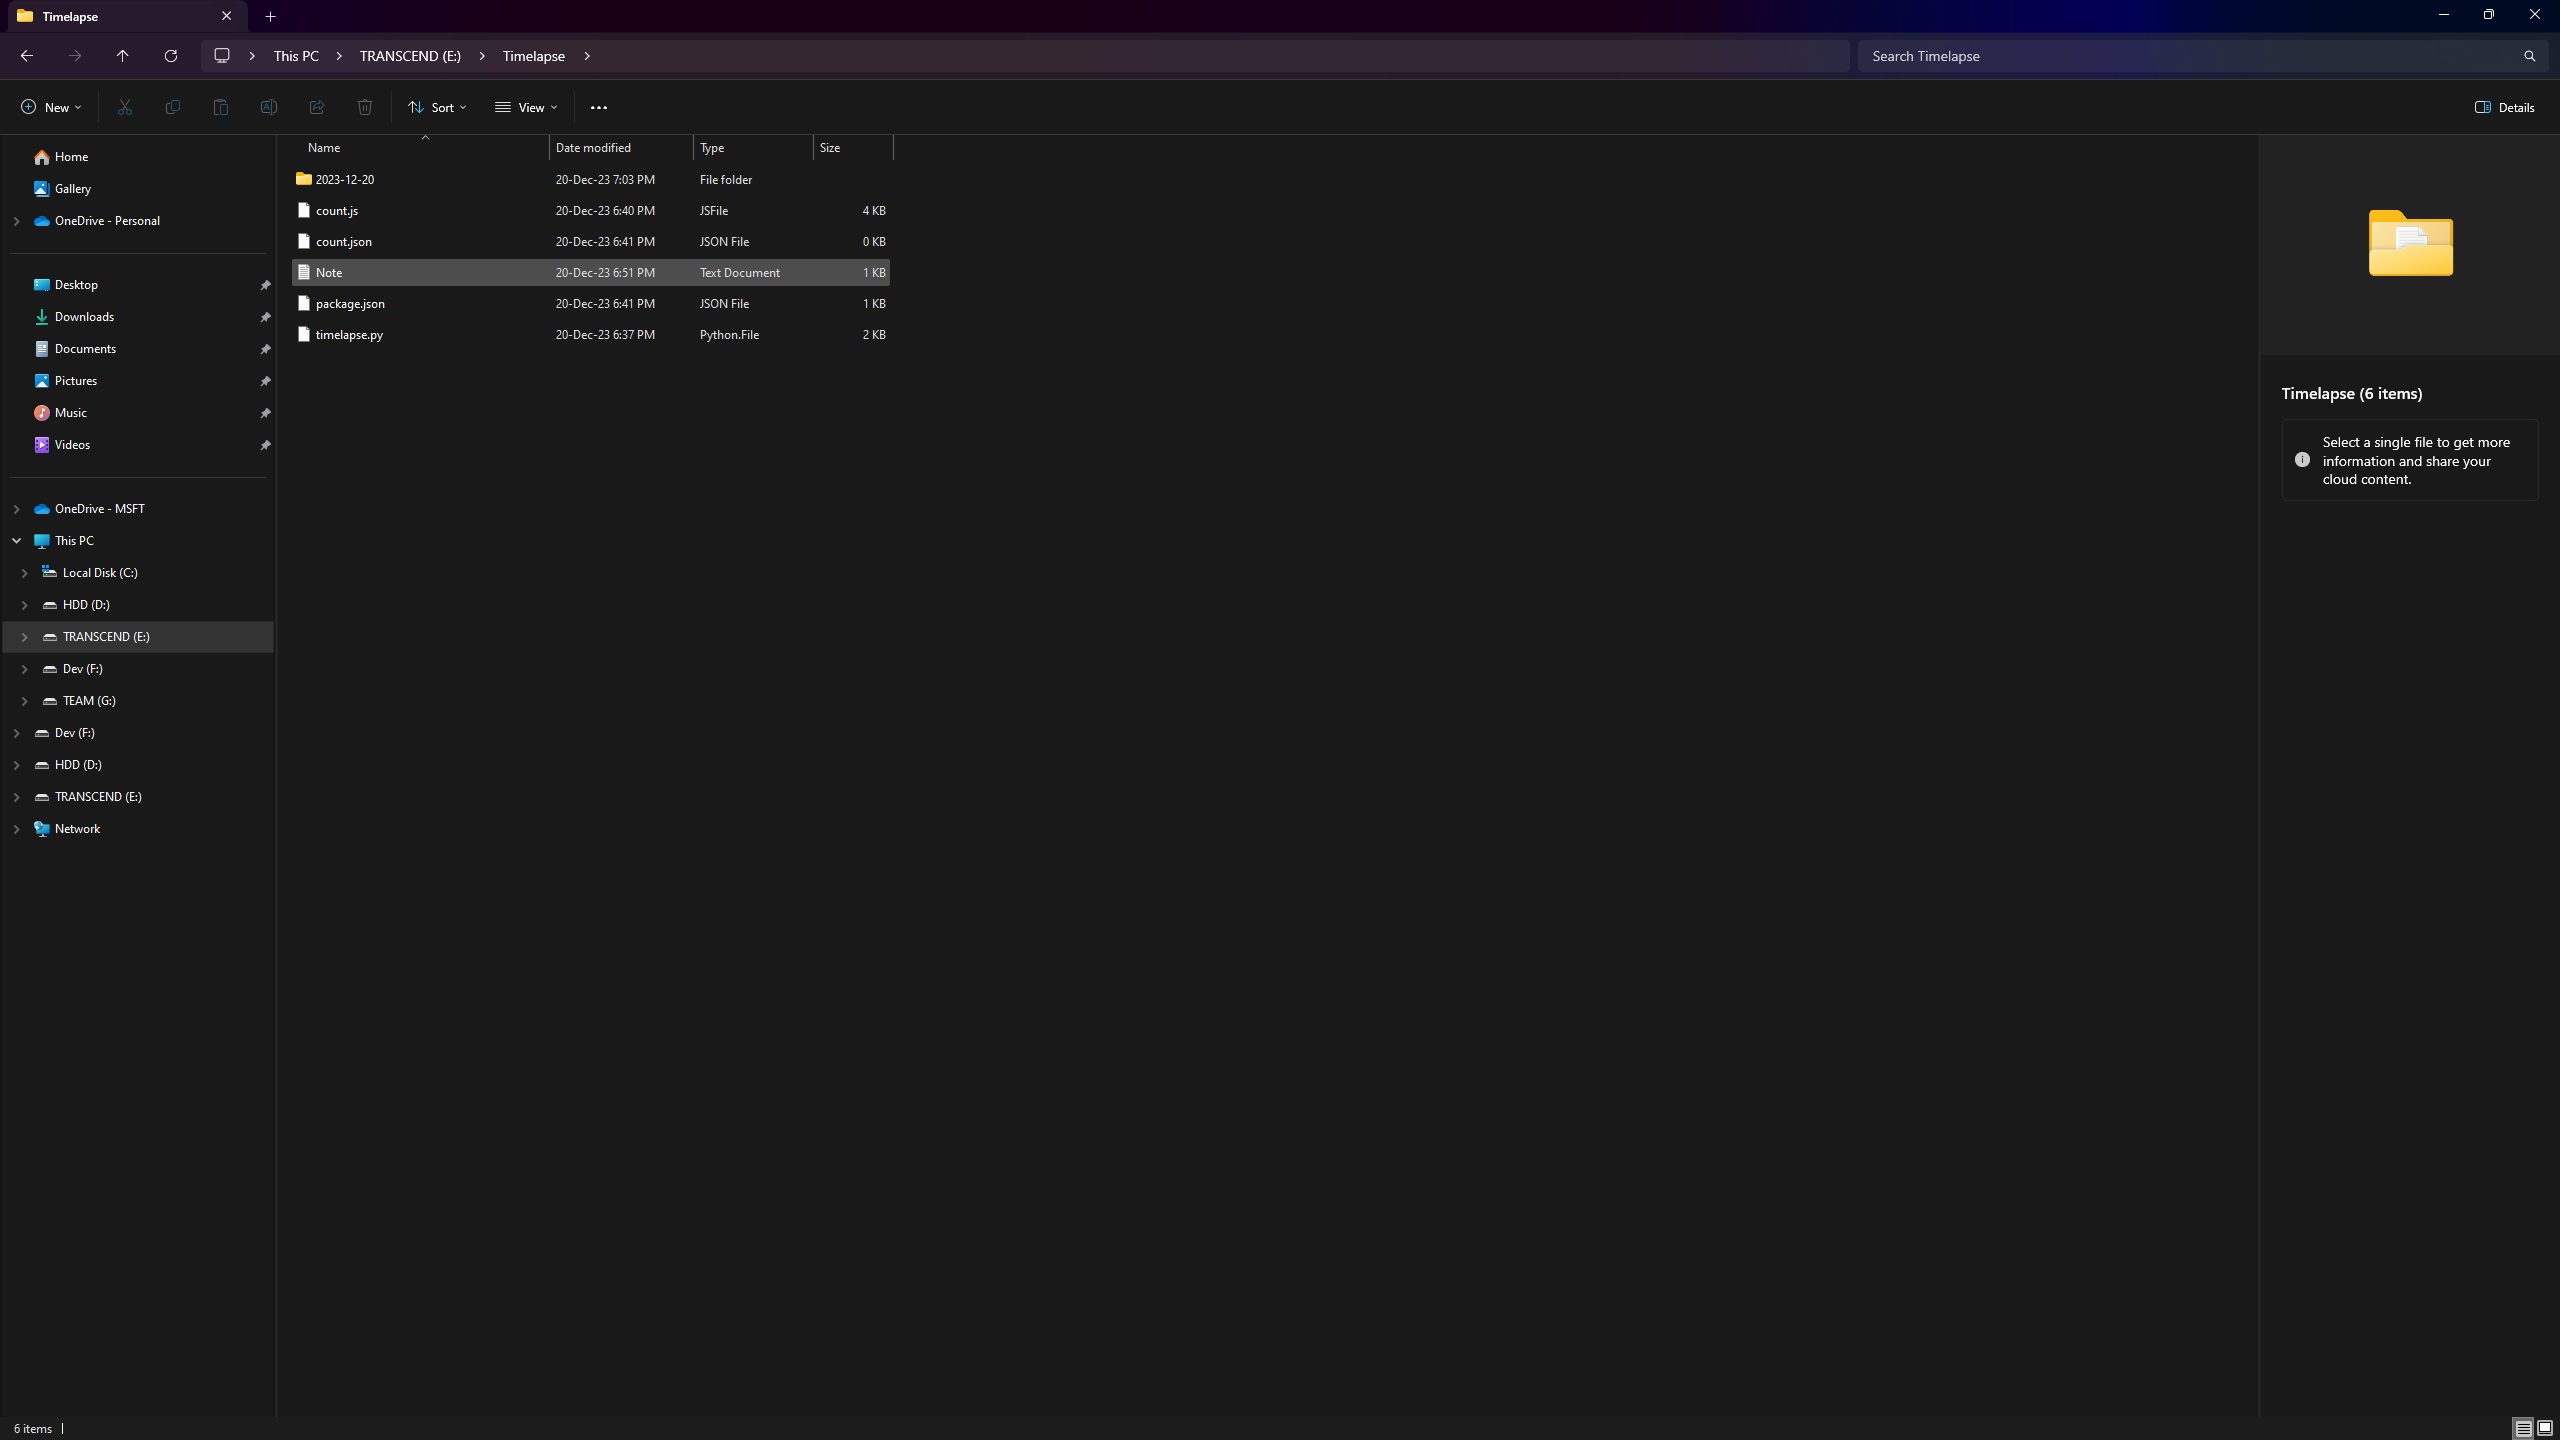 Timelapse
This PC > TRANSCEND (E:) > Timelapse >
Search Timelapse
New
Sort
View
Details
Home
Gallery
OneDrive - Personal
Desktop
Downloads
Documents
Pictures
Music
Videos
OneDrive - MSFT
This PC
Local Disk (C:)
HDD (D:)
TRANSCEND (E:)
Dev (F:)
TEAM (G:)
Dev (F:)
HDD (D:)
TRANSCEND (E:)
Network
Name Date modified Type Size
2023-12-20 20-Dec-23 7:03 PM File folder
count.js 20-Dec-23 6:40 PM JSFile 4 KB
count.json 20-Dec-23 6:41 PM JSON File 0 KB
Note 20-Dec-23 6:51 PM Text Document 1 KB
package.json 20-Dec-23 6:41 PM JSON File 1 KB
timelapse.py 20-Dec-23 6:37 PM Python.File 2 KB
Timelapse (6 items)
Select a single file to get more
information and share your
cloud content.
6 items